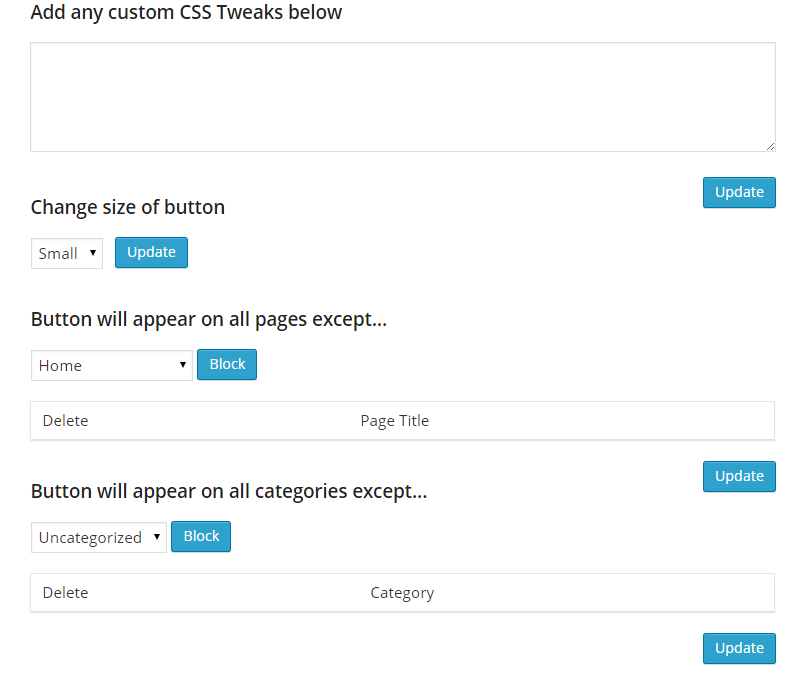 Add any custom CSS Tweaks below
Update
Change size of button
Small Update
Button will appear on all pages except...
Home Block
Delete Page Title
Update
Button will appear on all categories except...
Uncategorized Block
Delete Category
Update